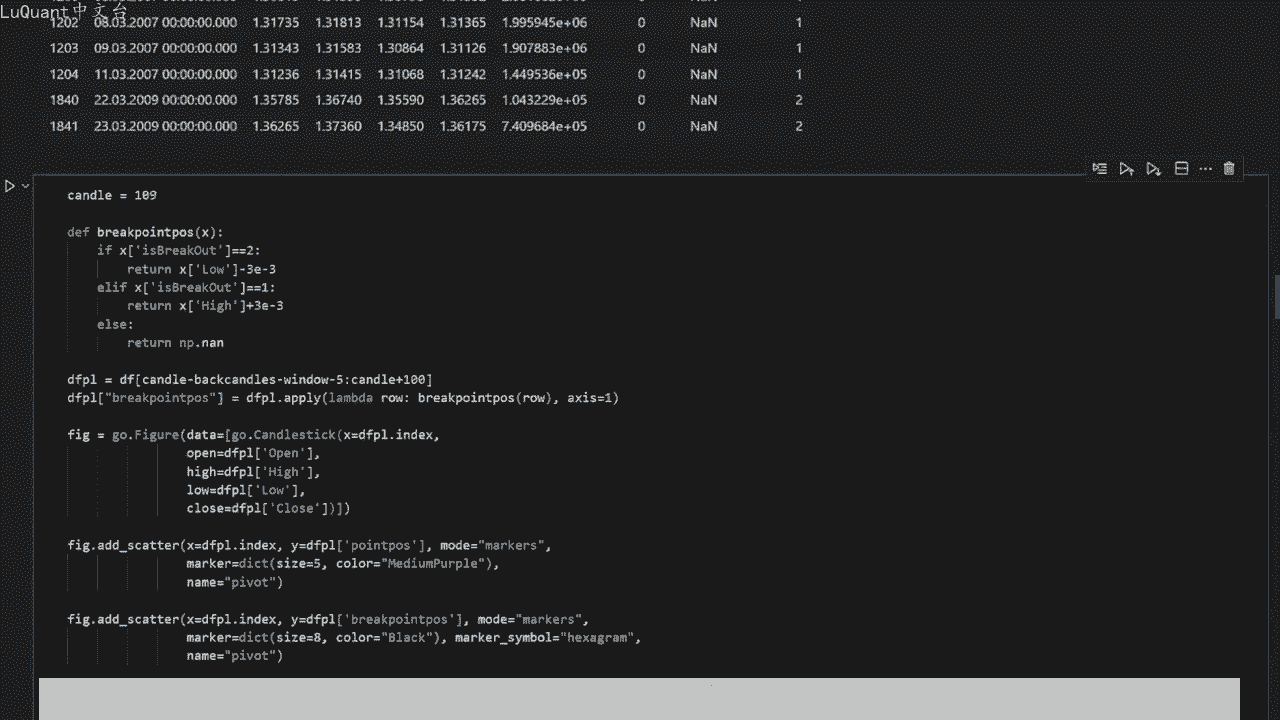 LuQuant中文台
1202 08.03.2007 00:00:00.000 1.31735 1.31813 1.31154 1.31365 1.995945e+06 0 NaN 1
1203 09.03.2007 00:00:00.000 1.31343 1.31583 1.30864 1.31126 1.907883e+06 0 NaN 1
1204 11.03.2007 00:00:00.000 1.31236 1.31415 1.31068 1.31242 1.449536e+05 0 NaN 1
1840 22.03.2009 00:00:00.000 1.35785 1.36740 1.35590 1.36265 1.043229e+05 0 NaN 2
1841 23.03.2009 00:00:00.000 1.36265 1.37360 1.34850 1.36175 7.409684e+05 0 NaN 2
candle = 109
def breakpointpos(x):
if x['isBreakOut']==2:
return x['Low']-3e-3
elif x['isBreakOut']==1:
return x['High']+3e-3
else:
return np.nan
dfpl = df[candle-backcandles-window-5:candle+100]
dfpl["breakpointpos"] = dfpl.apply(lambda row: breakpointpos(row), axis=1)
fig = go.Figure(data=[go.Candlestick(x=dfpl.index,
open=dfpl['Open'],
high=dfpl['High'],
low=dfpl['Low'],
close=dfpl['Close'])])
fig.add_scatter(x=dfpl.index, y=dfpl['pointpos'], mode="markers",
marker=dict(size=5, color="MediumPurple"),
name="pivot")
fig.add_scatter(x=dfpl.index, y=dfpl['breakpointpos'], mode="markers",
marker=dict(size=8, color="Black"), marker_symbol="hexagram",
name="pivot")